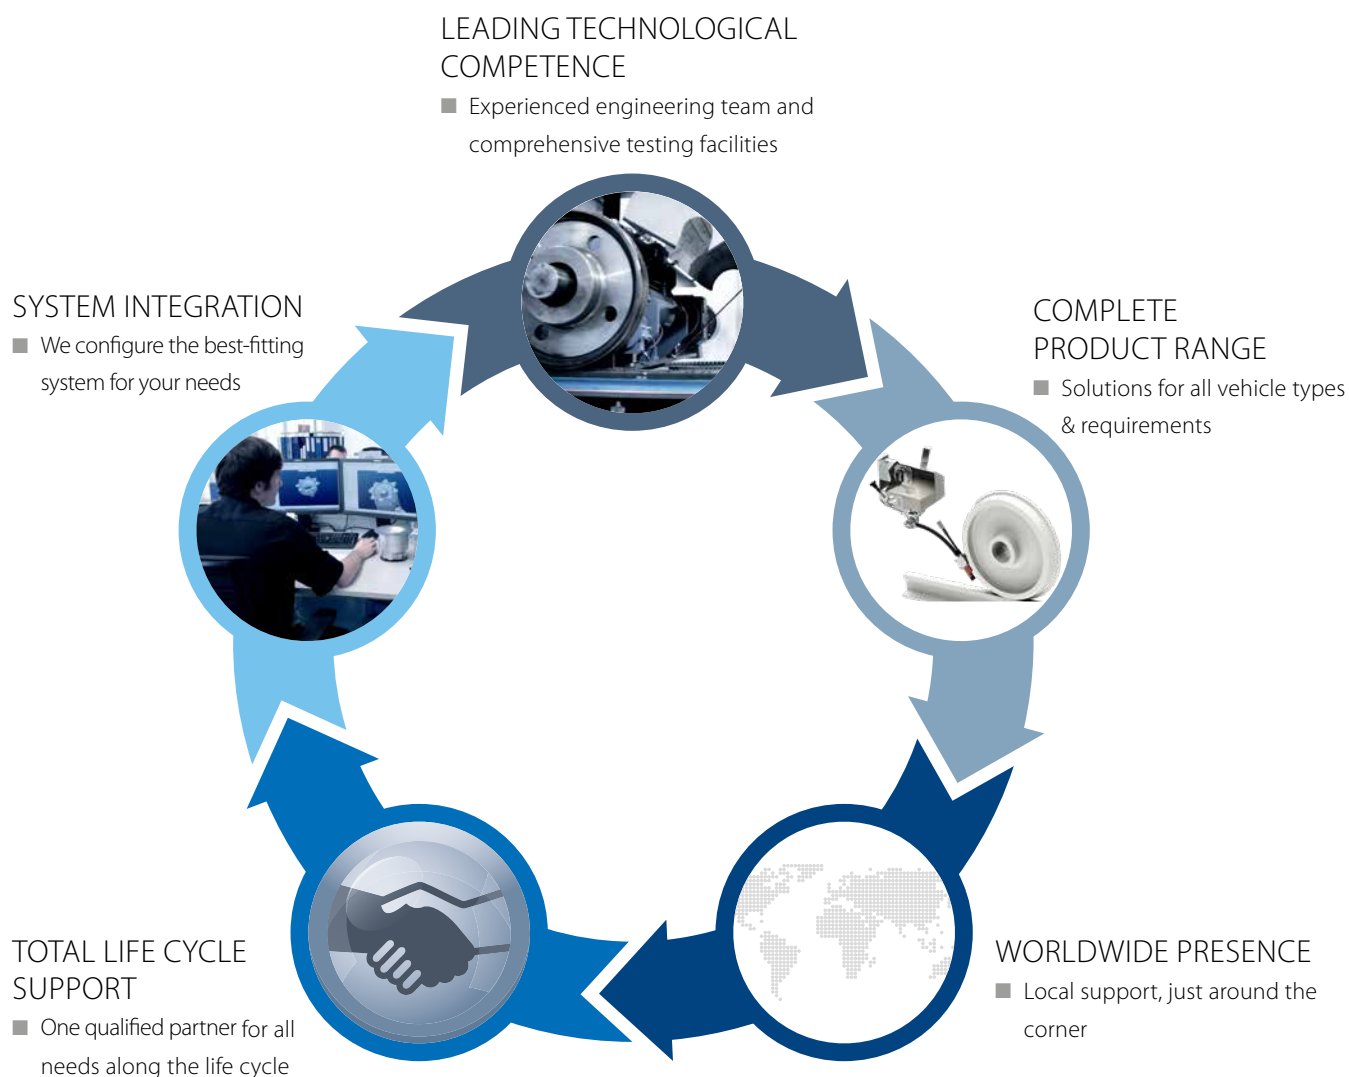 LEADING TECHNOLOGICAL
COMPETENCE
■ Experienced engineering team and
comprehensive testing facilities
SYSTEM INTEGRATION
■ We configure the best-fitting
system for your needs
COMPLETE
PRODUCT RANGE
■ Solutions for all vehicle types
& requirements
TOTAL LIFE CYCLE
SUPPORT
■ One qualified partner for all
needs along the life cycle
WORLDWIDE PRESENCE
■ Local support, just around the
corner